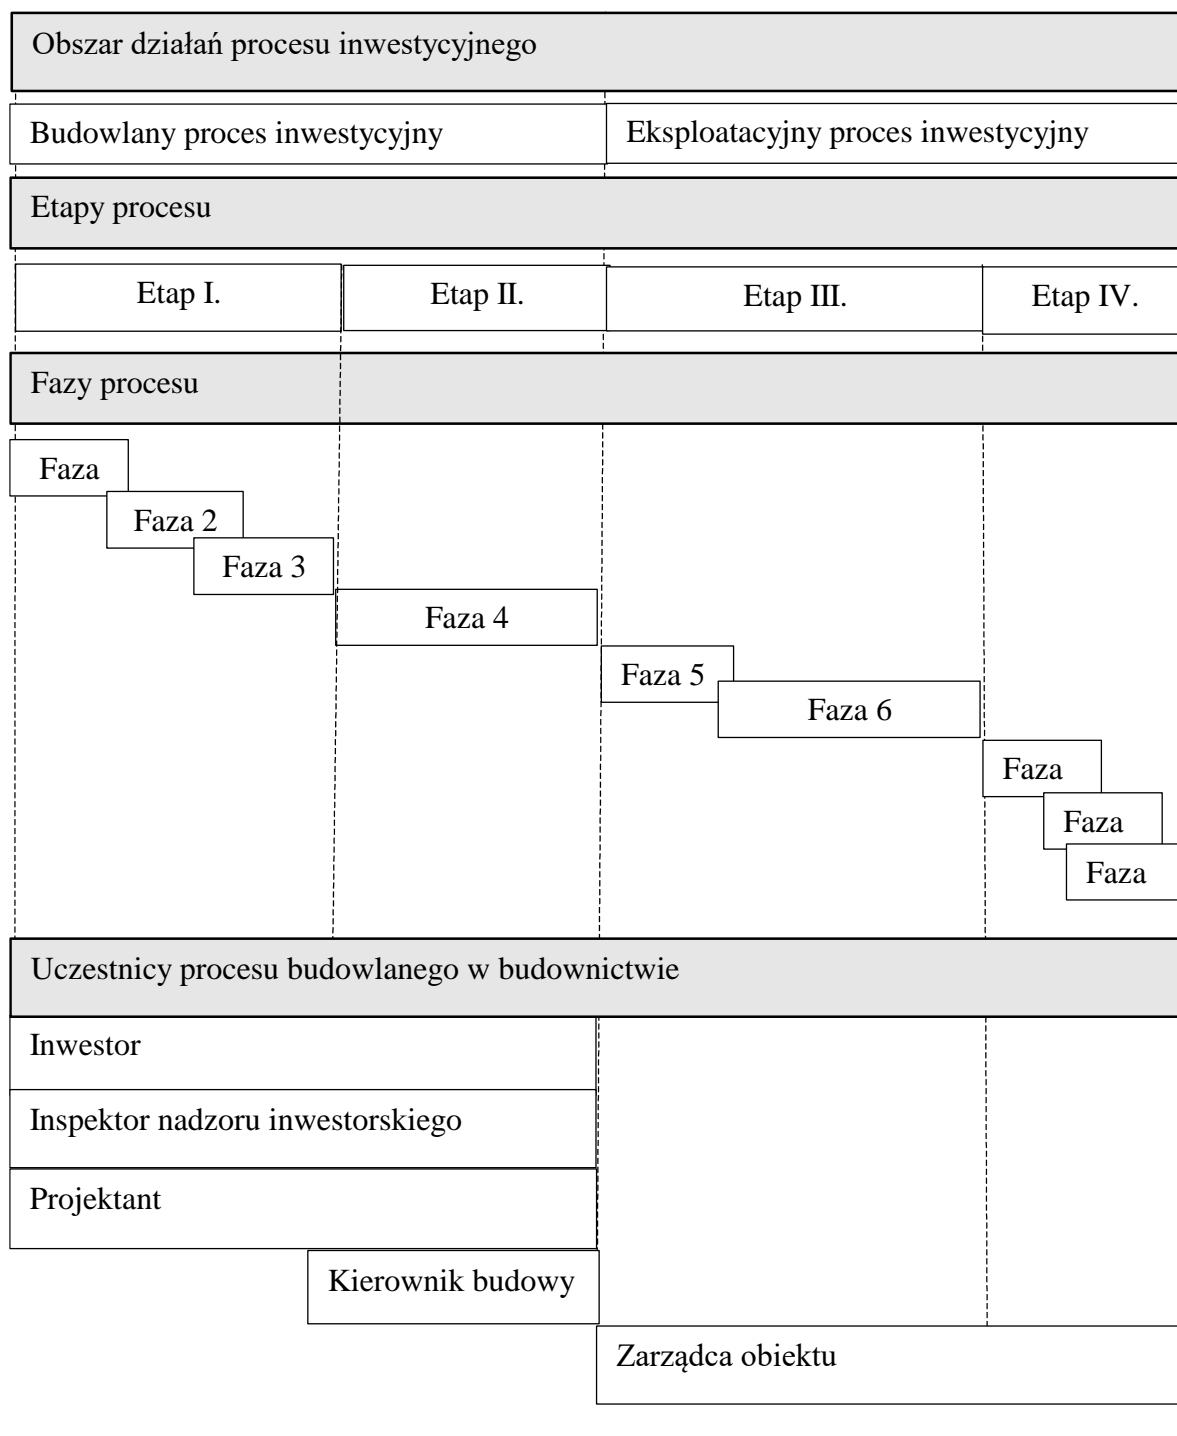 Obszar działań procesu inwestycyjnego
Budowlany proces inwestycyjny
Eksploatacyjny proces inwestycyjny
Etapy procesu
Etap I.
Etap II.
Etap III.
Etap IV.
Fazy procesu
Faza
Faza 2
Faza 3
Faza 4
Faza 5
Faza 6
Faza
Faza
Faza
Uczestnicy procesu budowlanego w budownictwie
Inwestor
Inspektor nadzoru inwestorskiego
Projektant
Kierownik budowy
Zarządca obiektu